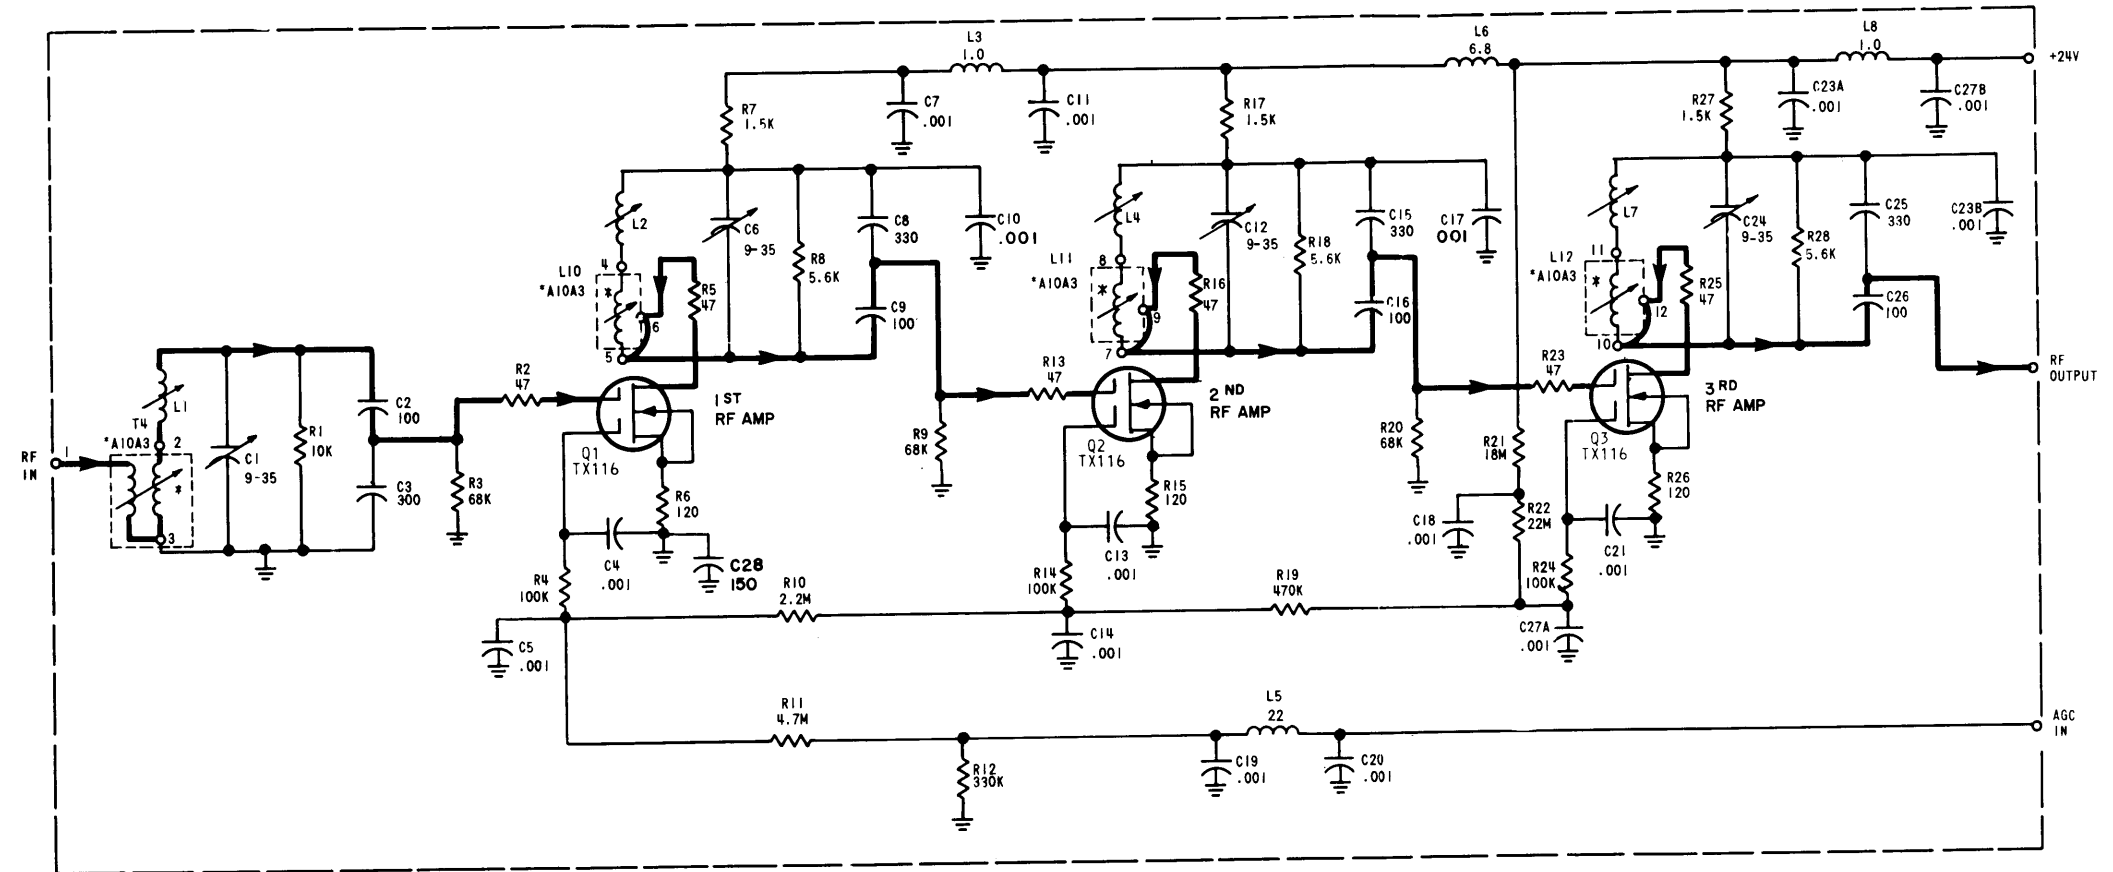 L3
1.0
L6
6.8
L8
1.0
+24V
R7
1.5K
C7
.001
C11
.001
R17
1.5K
R27
1.5K
C23A
.001
C27B
.001
L2
C6
9-35
R8
5.6K
C8
330
C10
.001
L4
C12
9-35
R18
5.6K
C15
330
C17
001
L7
C24
9-35
R28
5.6K
C25
330
C23B
.001
4
L10
*A10A3
*
6
5
R5
47
C9
100
8
L11
*A10A3
*
9
7
R16
47
C16
100
11
L12
*A10A3
*
12
10
R25
47
C26
100
RF
OUTPUT
RF
IN
1
T4
*A10A3
L1
2
*
3
C1
9-35
R1
10K
C2
100
C3
300
R3
68K
R2
47
1ST
RF AMP
Q1
TX116
R6
120
C4
.001
C28
150
R4
100K
C5
.001
R9
68K
R13
47
2ND
RF AMP
Q2
TX116
R15
120
C13
.001
R14
100K
C14
.001
R10
2.2M
R19
470K
R20
68K
R23
47
3RD
RF AMP
Q3
TX116
R21
18M
R22
22M
C18
.001
R26
120
C21
.001
R24
100K
C27A
.001
R11
4.7M
R12
330K
L5
22
C19
.001
C20
.001
AGC
IN